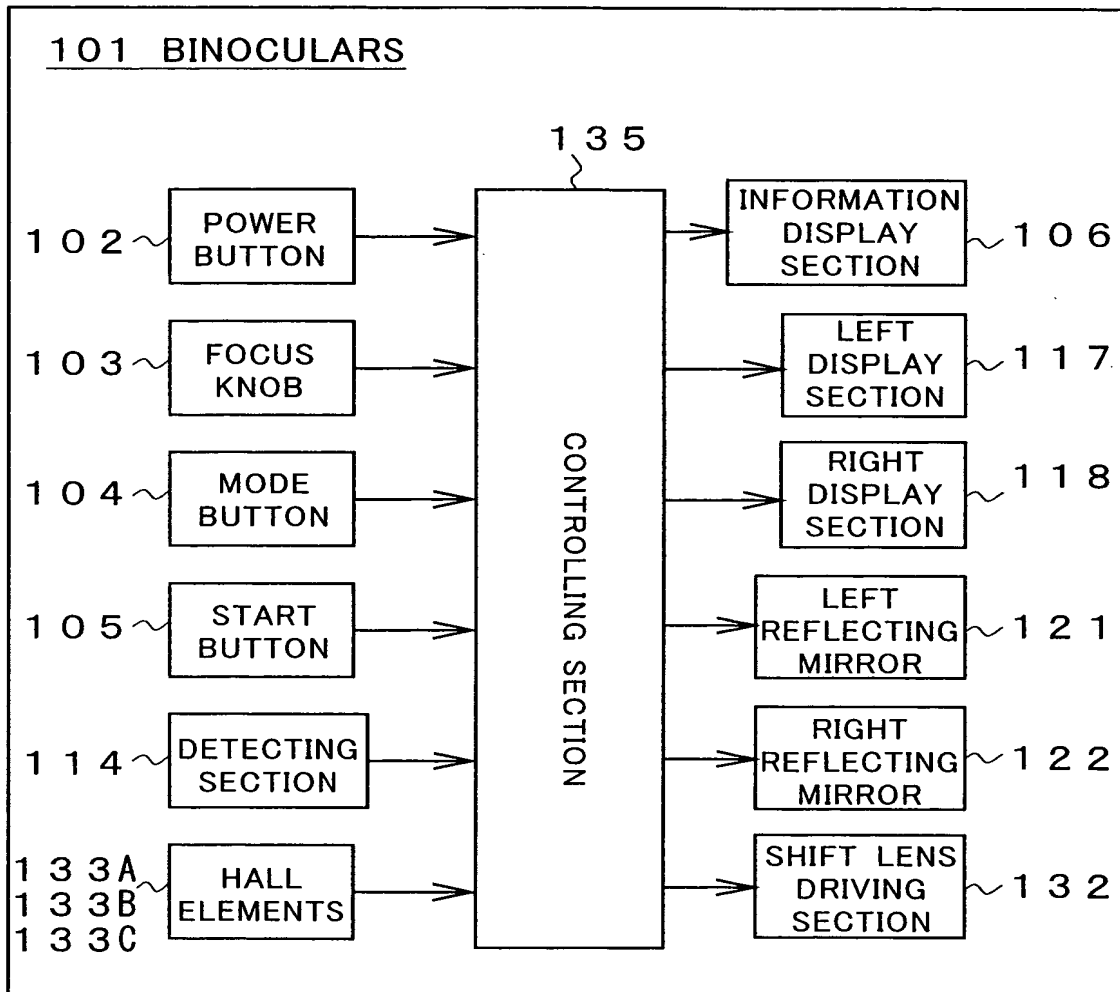 101 BINOCULARS
135
102
POWER
BUTTON
103
FOCUS
KNOB
104
MODE
BUTTON
105
START
BUTTON
114
DETECTING
SECTION
133A
133B
133C
HALL
ELEMENTS
CONTROLLING SECTION
INFORMATION
DISPLAY
SECTION
106
LEFT
DISPLAY
SECTION
117
RIGHT
DISPLAY
SECTION
118
LEFT
REFLECTING
MIRROR
121
RIGHT
REFLECTING
MIRROR
122
SHIFT LENS
DRIVING
SECTION
132